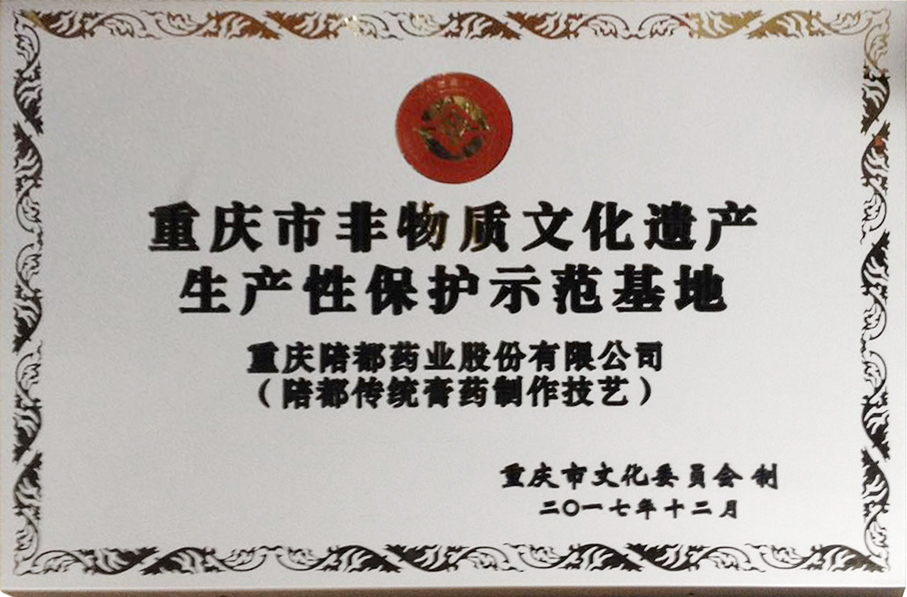 重庆市非物质文化遗产
生产性保护示范基地
重庆陪都药业股份有限公司
（陪都传统膏药制作技艺）
重庆市文化委员会 制
二〇一七年十二月